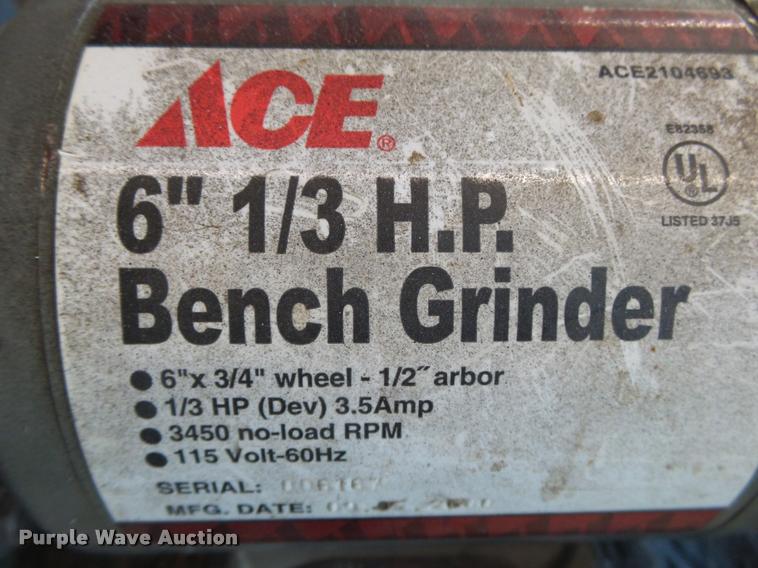 ACE®
ACE2104693
E82358
UL
LISTED 37J5
6" 1/3 H.P.
Bench Grinder
● 6"x 3/4" wheel - 1/2" arbor
● 1/3 HP (Dev) 3.5Amp
● 3450 no-load RPM
● 115 Volt-60Hz
SERIAL:
MFG. DATE:
Purple Wave Auction